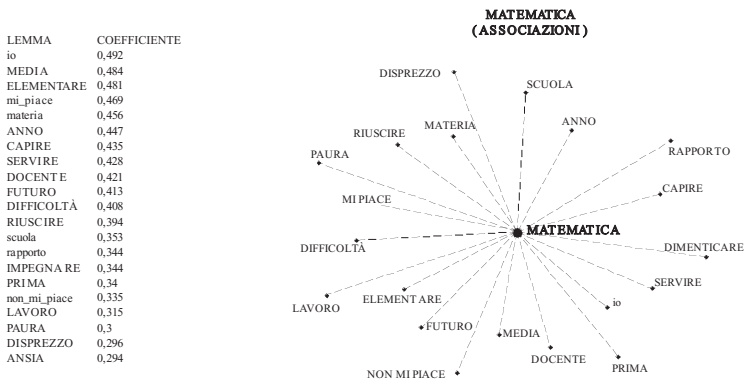 LEMMA COEFFICIENTE
io 0,492
MEDIA 0,484
ELEMENTARE 0,481
mi_piace 0,469
materia 0,456
ANNO 0,447
CAPIRE 0,435
SERVIRE 0,428
DOCENTE 0,421
FUTURO 0,413
DIFFICOLTÀ 0,408
RIUSCIRE 0,394
scuola 0,353
rapporto 0,344
IMPEGNARE 0,344
PRIMA 0,34
non_mi_piace 0,335
LAVORO 0,315
PAURA 0,3
DISPREZZO 0,296
ANSIA 0,294
MATEMATICA
(ASSOCIAZIONI)
DISPREZZO
SCUOLA
MATERIA
ANNO
RIUSCIRE
RAPPORTO
PAURA
CAPIRE
MI PIACE
MATEMATICA
DIFFICOLTÀ
DIMENTICARE
SERVIRE
ELEMENTARE
io
LAVORO
FUTURO
MEDIA
DOCENTE
PRIMA
NON MI PIACE